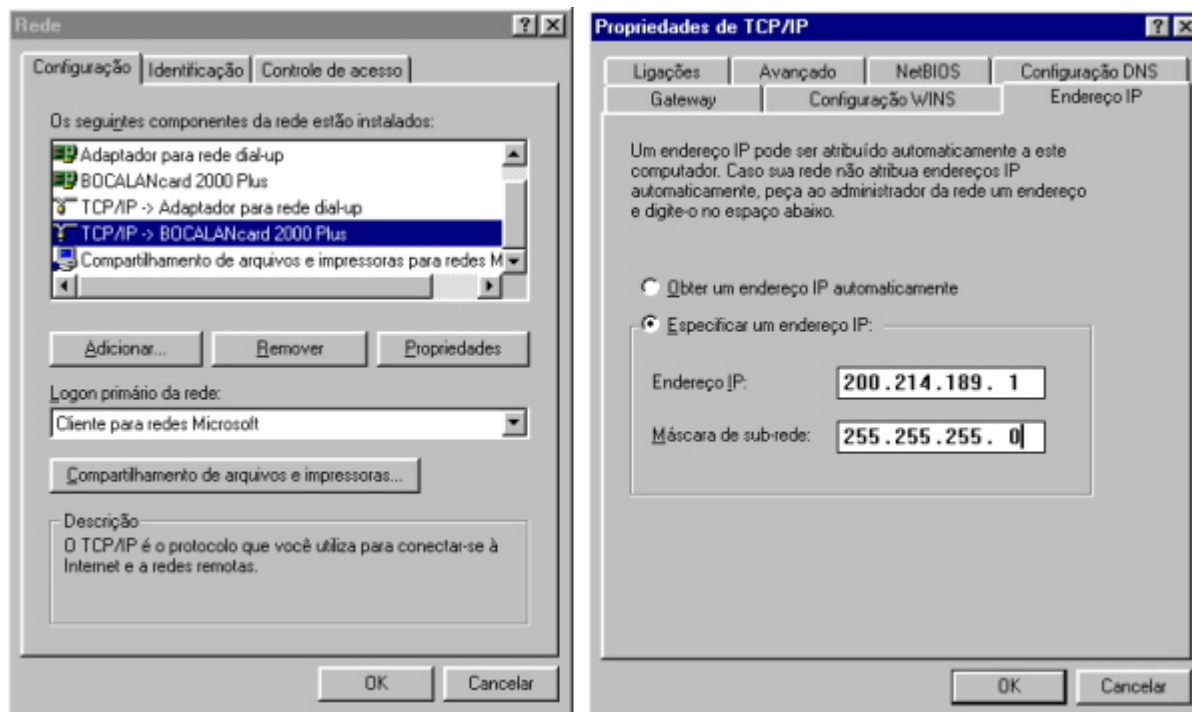 Rede
Configuração Identificação Controle de acesso
Os seguintes componentes da rede estão instalados:
Adaptador para rede dial-up
BOCALANcard 2000 Plus
TCP/IP -> Adaptador para rede dial-up
TCP/IP -> BOCALANcard 2000 Plus
Compartilhamento de arquivos e impressoras para redes M
Adicionar... Remover Propriedades
Logon primário da rede:
Cliente para redes Microsoft
Compartilhamento de arquivos e impressoras...
Descrição
O TCP/IP é o protocolo que você utiliza para conectar-se à
Internet e a redes remotas.
OK Cancelar
Propriedades de TCP/IP
Ligações Avançado NetBIOS Configuração DNS
Gateway Configuração WINS Endereço IP
Um endereço IP pode ser atribuído automaticamente a este
computador. Caso sua rede não atribua endereços IP
automaticamente, peça ao administrador da rede um endereço
e digite-o no espaço abaixo.
Obter um endereço IP automaticamente
Especificar um endereço IP:
Endereço IP: 200.214.189. 1
Máscara de sub-rede: 255.255.255. 0
OK Cancelar